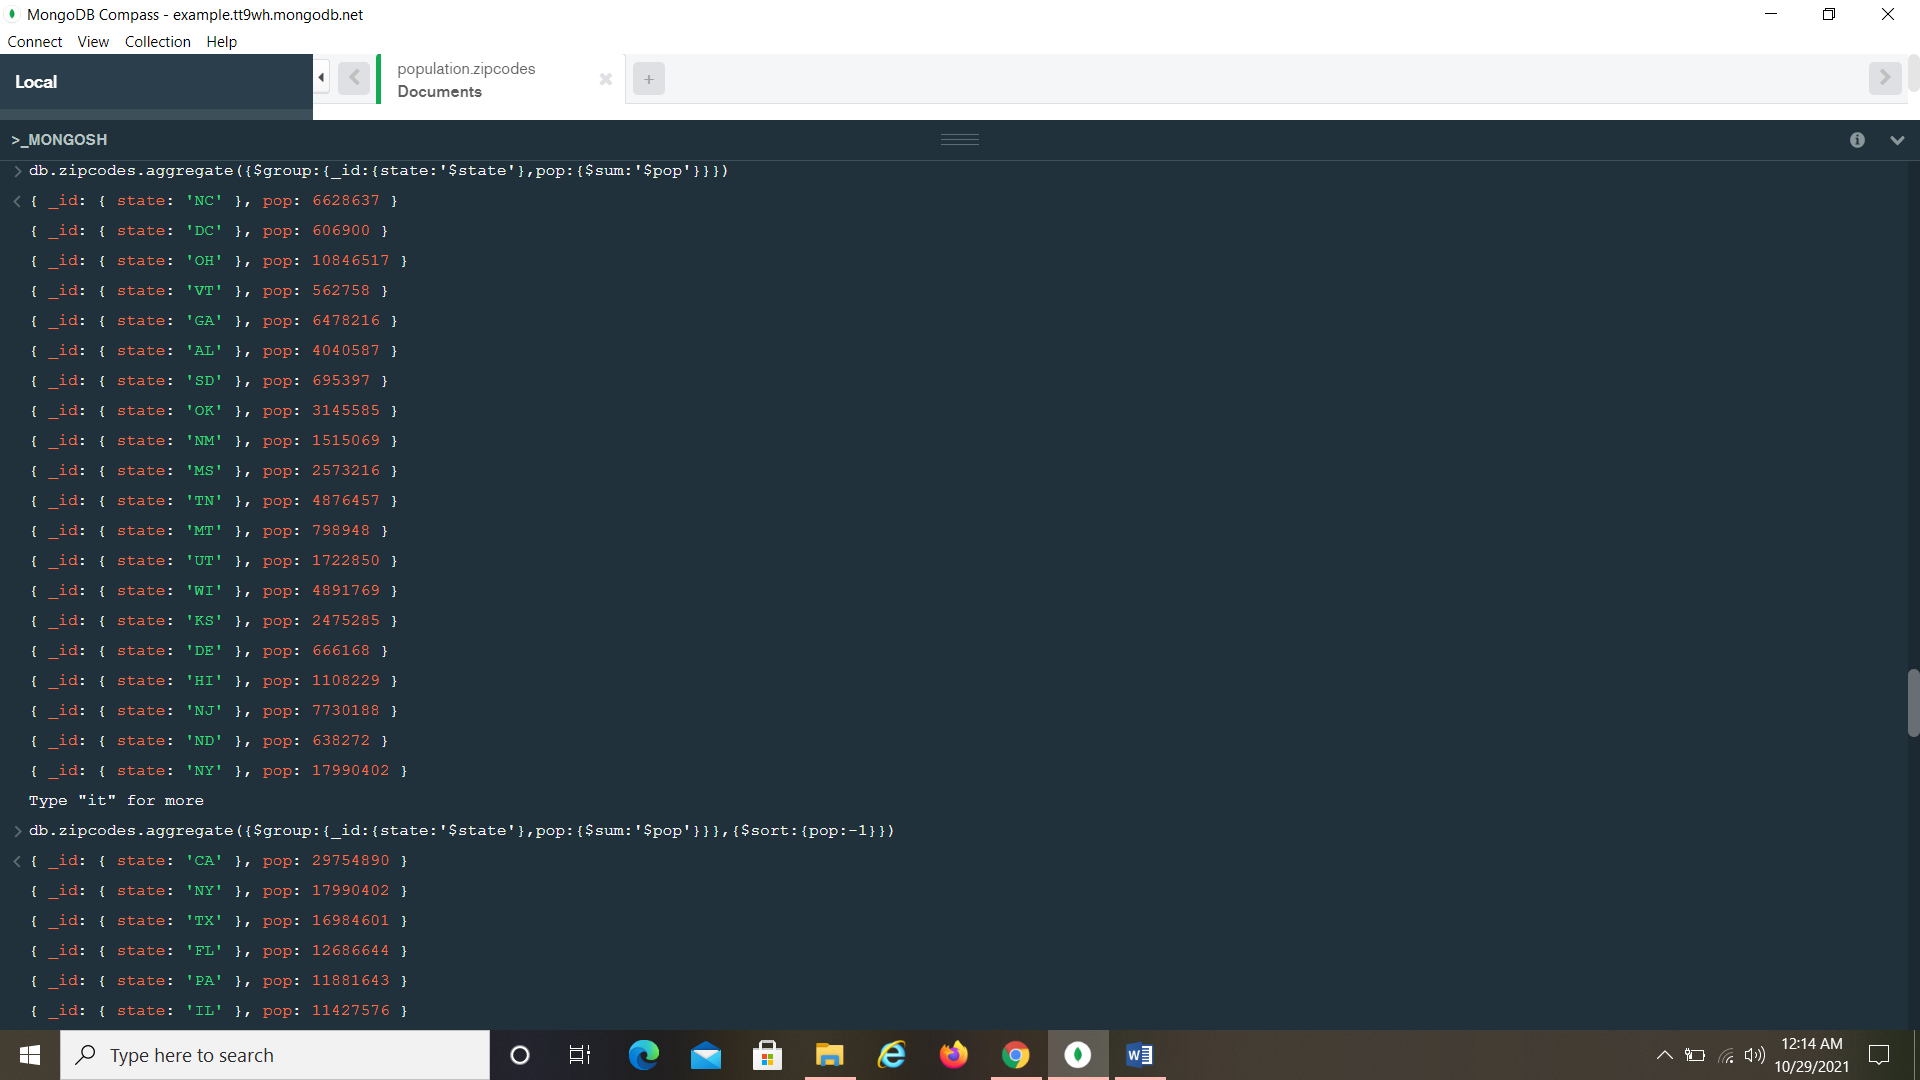 MongoDB Compass - example.tt9wh.mongodb.net
Connect View Collection Help
Local
population.zipcodes
Documents
>_MONGOSH
db.zipcodes.aggregate({$group:{_id:{state:'$state'},pop:{$sum:'$pop'}}})
{ _id: { state: 'NC' }, pop: 6628637 }
{ _id: { state: 'DC' }, pop: 606900 }
{ _id: { state: 'OH' }, pop: 10846517 }
{ _id: { state: 'VT' }, pop: 562758 }
{ _id: { state: 'GA' }, pop: 6478216 }
{ _id: { state: 'AL' }, pop: 4040587 }
{ _id: { state: 'SD' }, pop: 695397 }
{ _id: { state: 'OK' }, pop: 3145585 }
{ _id: { state: 'NM' }, pop: 1515069 }
{ _id: { state: 'MS' }, pop: 2573216 }
{ _id: { state: 'TN' }, pop: 4876457 }
{ _id: { state: 'MT' }, pop: 798948 }
{ _id: { state: 'UT' }, pop: 1722850 }
{ _id: { state: 'WI' }, pop: 4891769 }
{ _id: { state: 'KS' }, pop: 2475285 }
{ _id: { state: 'DE' }, pop: 666168 }
{ _id: { state: 'HI' }, pop: 1108229 }
{ _id: { state: 'NJ' }, pop: 7730188 }
{ _id: { state: 'ND' }, pop: 638272 }
{ _id: { state: 'NY' }, pop: 17990402 }
Type "it" for more
db.zipcodes.aggregate({$group:{_id:{state:'$state'},pop:{$sum:'$pop'}}},{$sort:{pop:-1}})
{ _id: { state: 'CA' }, pop: 29754890 }
{ _id: { state: 'NY' }, pop: 17990402 }
{ _id: { state: 'TX' }, pop: 16984601 }
{ _id: { state: 'FL' }, pop: 12686644 }
{ _id: { state: 'PA' }, pop: 11881643 }
{ _id: { state: 'IL' }, pop: 11427576 }
Type here to search
12:14 AM
10/29/2021